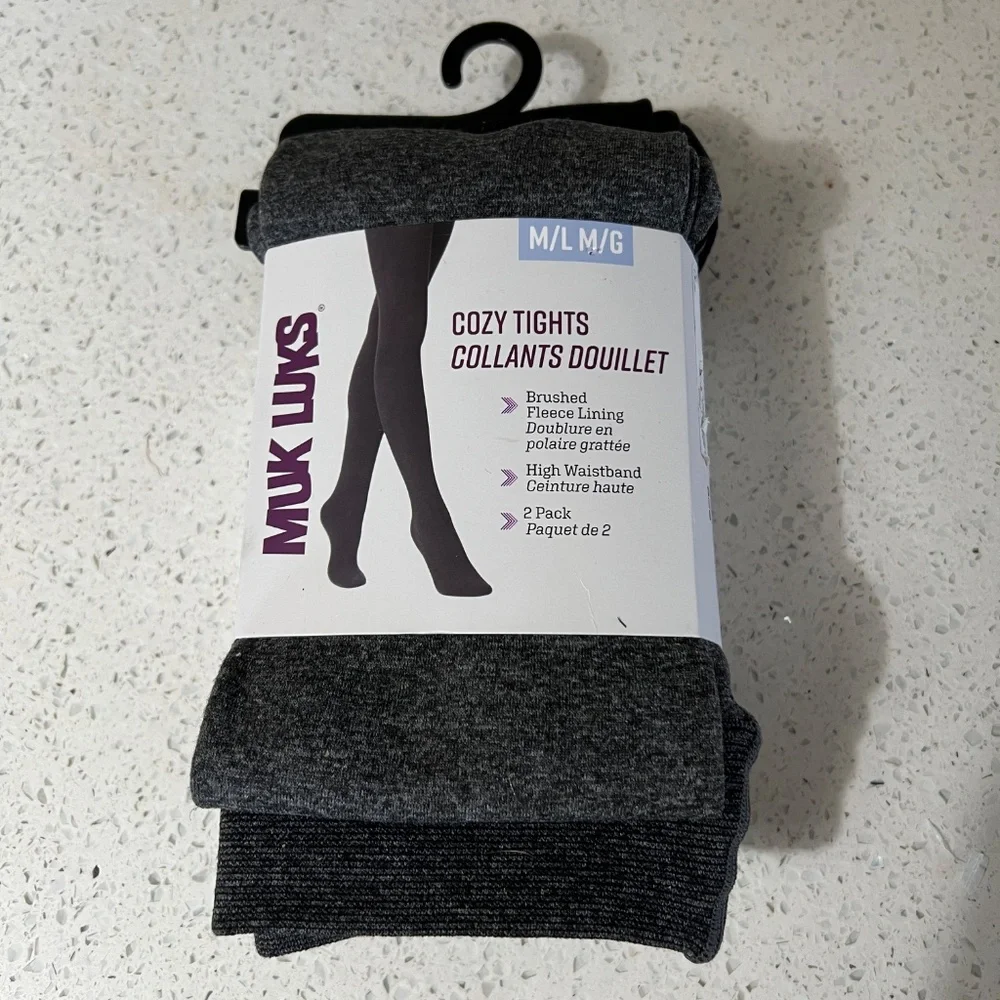 M/L M/G
MUK LUKS®
COZY TIGHTS
COLLANTS DOUILLET
Brushed
Fleece Lining
Doublure en
polaire grattée
High Waistband
Ceinture haute
2 Pack
Paquet de 2